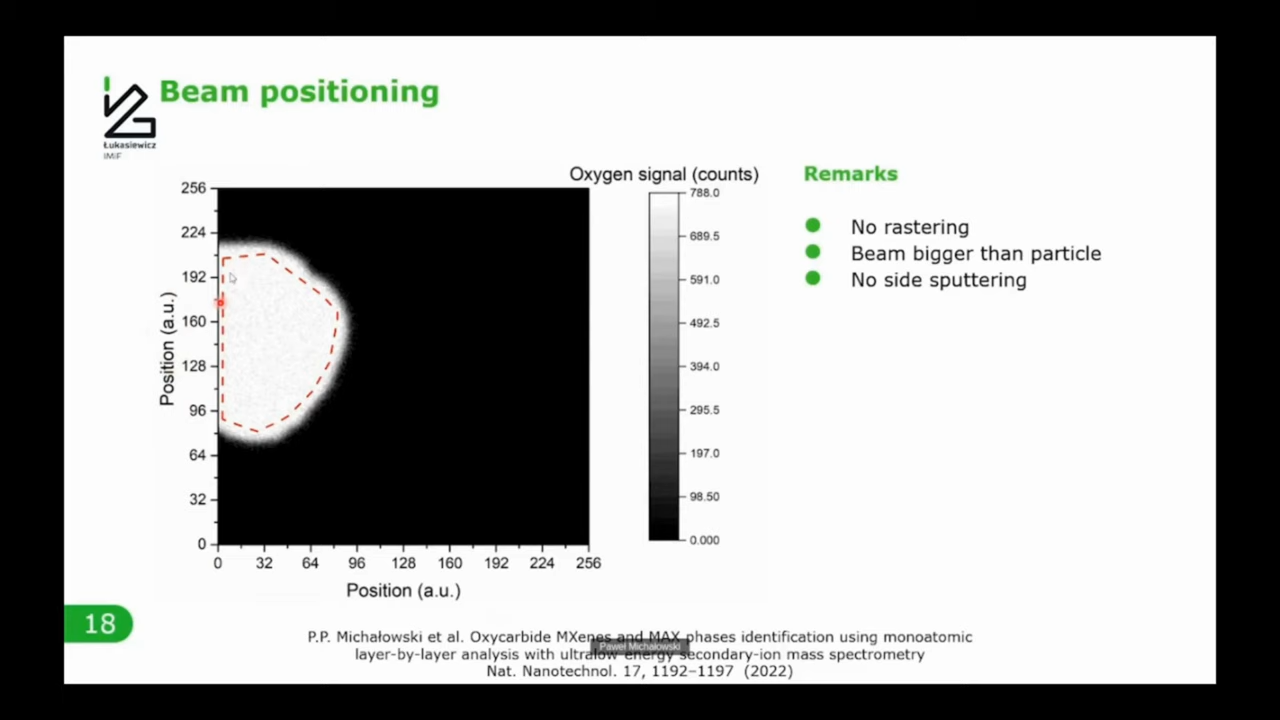 Beam positioning
Łukasiewicz
IMiF
Oxygen signal (counts)
788.0
689.5
591.0
492.5
394.0
295.5
197.0
98.50
0.000
256
224
192
160
128
96
64
32
0
Position (a.u.)
0 32 64 96 128 160 192 224 256
Position (a.u.)
Remarks
No rastering
Beam bigger than particle
No side sputtering
18
P.P. Michałowski et al. Oxycarbide MXenes and MAX phases identification using monoatomic
layer-by-layer analysis with ultralow energy secondary-ion mass spectrometry
Nat. Nanotechnol. 17, 1192–1197 (2022)
Paweł Michałowski